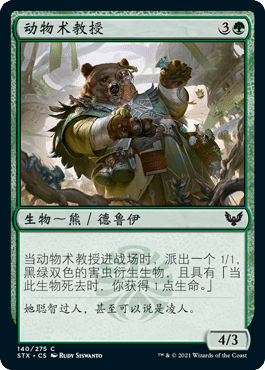 动物术教授
3
生物～熊／德鲁伊
当动物术教授进战场时，派出一个 1/1，
黑绿双色的害虫衍生生物，且具有「当
此生物死去时，你获得 1 点生命。」
她聪智过人，甚至可以说是凌人。
4/3
140/275 C
STX • CS RUDY SISWANTO
™ & © 2021 Wizards of the Coast